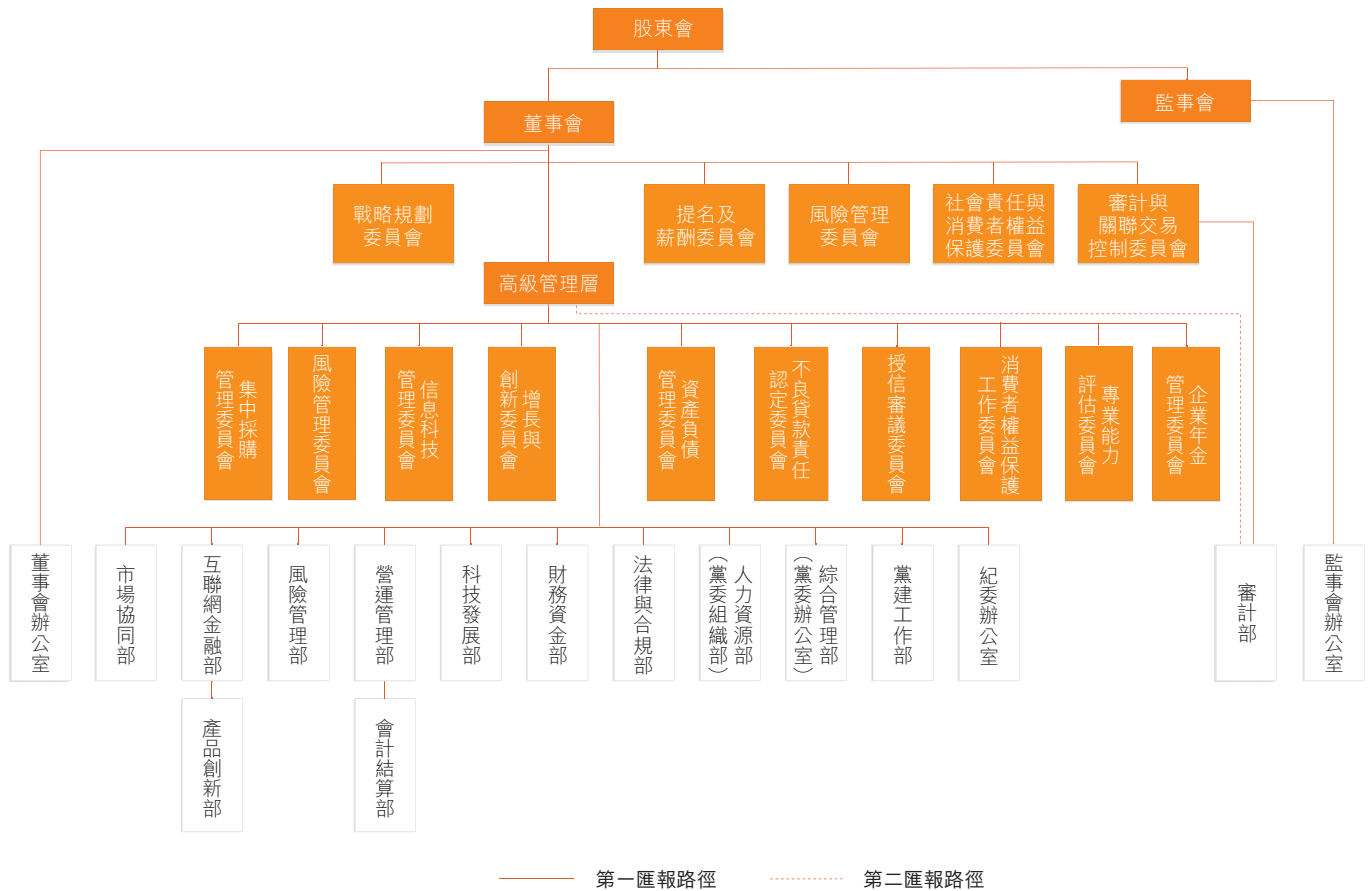 股東會
董事會
監事會
戰略規劃
委員會
提名及
薪酬委員會
風險管理
委員會
社會責任與
消費者權益
保護委員會
審計與
關聯交易
控制委員會
高級管理層
集中採購
管理委員會
風險管理委員會
信息科技
管理委員會
增長與
創新委員會
資產負債
管理委員會
不良貸款責任
認定委員會
授信審議委員會
消費者權益保護
工作委員會
專業能力
評估委員會
企業年金
管理委員會
董事會辦公室
市場協同部
互聯網金融部
風險管理部
營運管理部
科技發展部
財務資金部
法律與合規部
人力資源部
（黨委組織部）
綜合管理部
（黨委辦公室）
黨建工作部
紀委辦公室
審計部
監事會辦公室
產品創新部
會計結算部
第一匯報路徑
第二匯報路徑